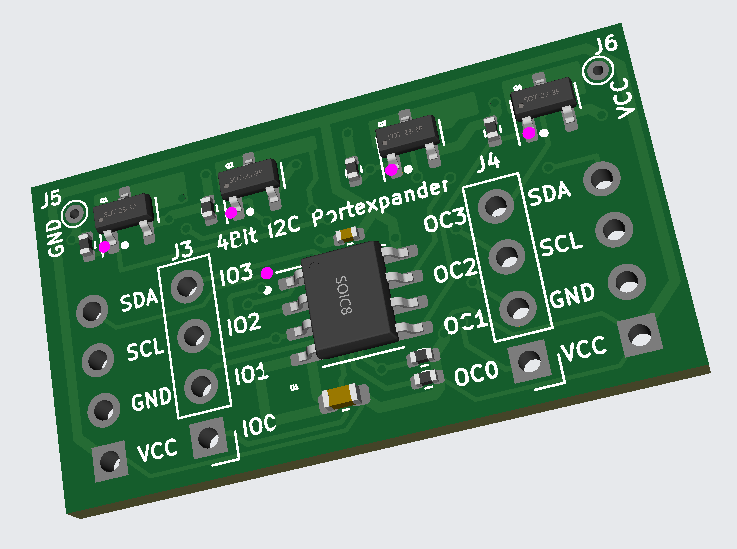 J6
VCC
J5
GND
4Bit I2C Portexpander
J4
OC3
SDA
OC2
SCL
OC1
GND
OC0
VCC
J3
SDA
IO3
SCL
IO2
GND
IO1
VCC
IOC
SOIC8